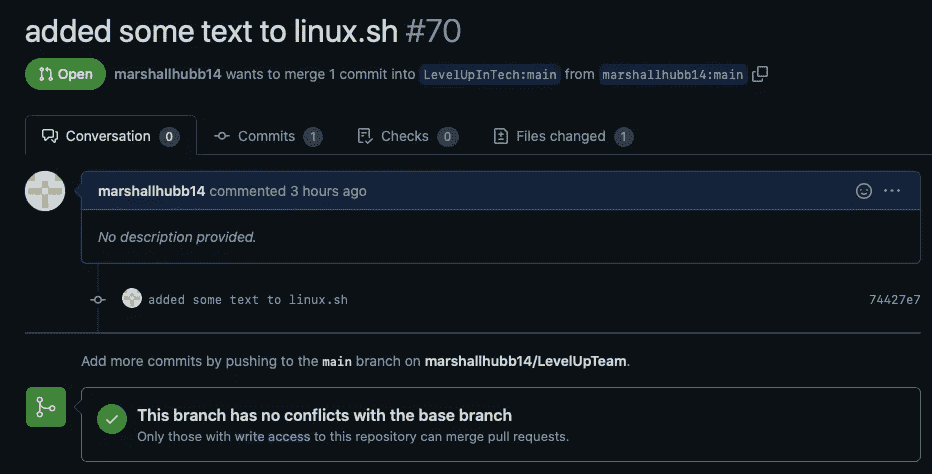 added some text to linux.sh #70
Open marshallhubb14 wants to merge 1 commit into LevelUpInTech:main from marshallhubb14:main
Conversation 0 Commits 1 Checks 0 Files changed 1
marshallhubb14 commented 3 hours ago
No description provided.
added some text to linux.sh 74427e7
Add more commits by pushing to the main branch on marshallhubb14/LevelUpTeam.
This branch has no conflicts with the base branch
Only those with write access to this repository can merge pull requests.